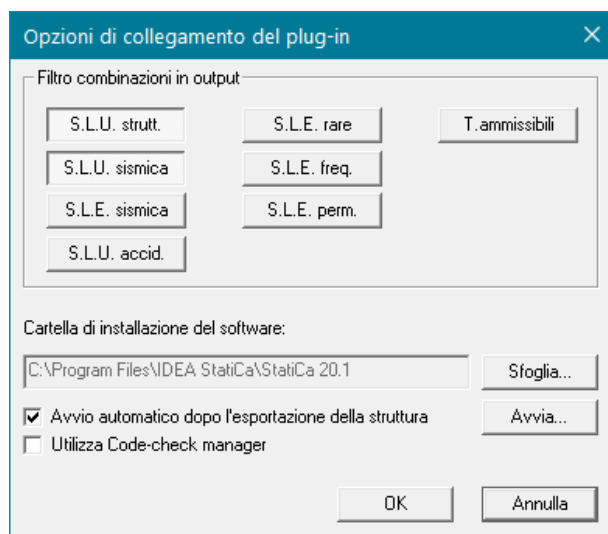 Opzioni di collegamento del plug-in
Filtro combinazioni in output
S.L.U. strutt.
S.L.E. rare
T.ammissibili
S.L.U. sismica
S.L.E. freq.
S.L.E. sismica
S.L.E. perm.
S.L.U. accid.
Cartella di installazione del software:
C:\Program Files\IDEA StatiCa\StatiCa 20.1
Sfoglia...
Avvio automatico dopo l'esportazione della struttura
Avvia...
Utilizza Code-check manager
OK
Annulla